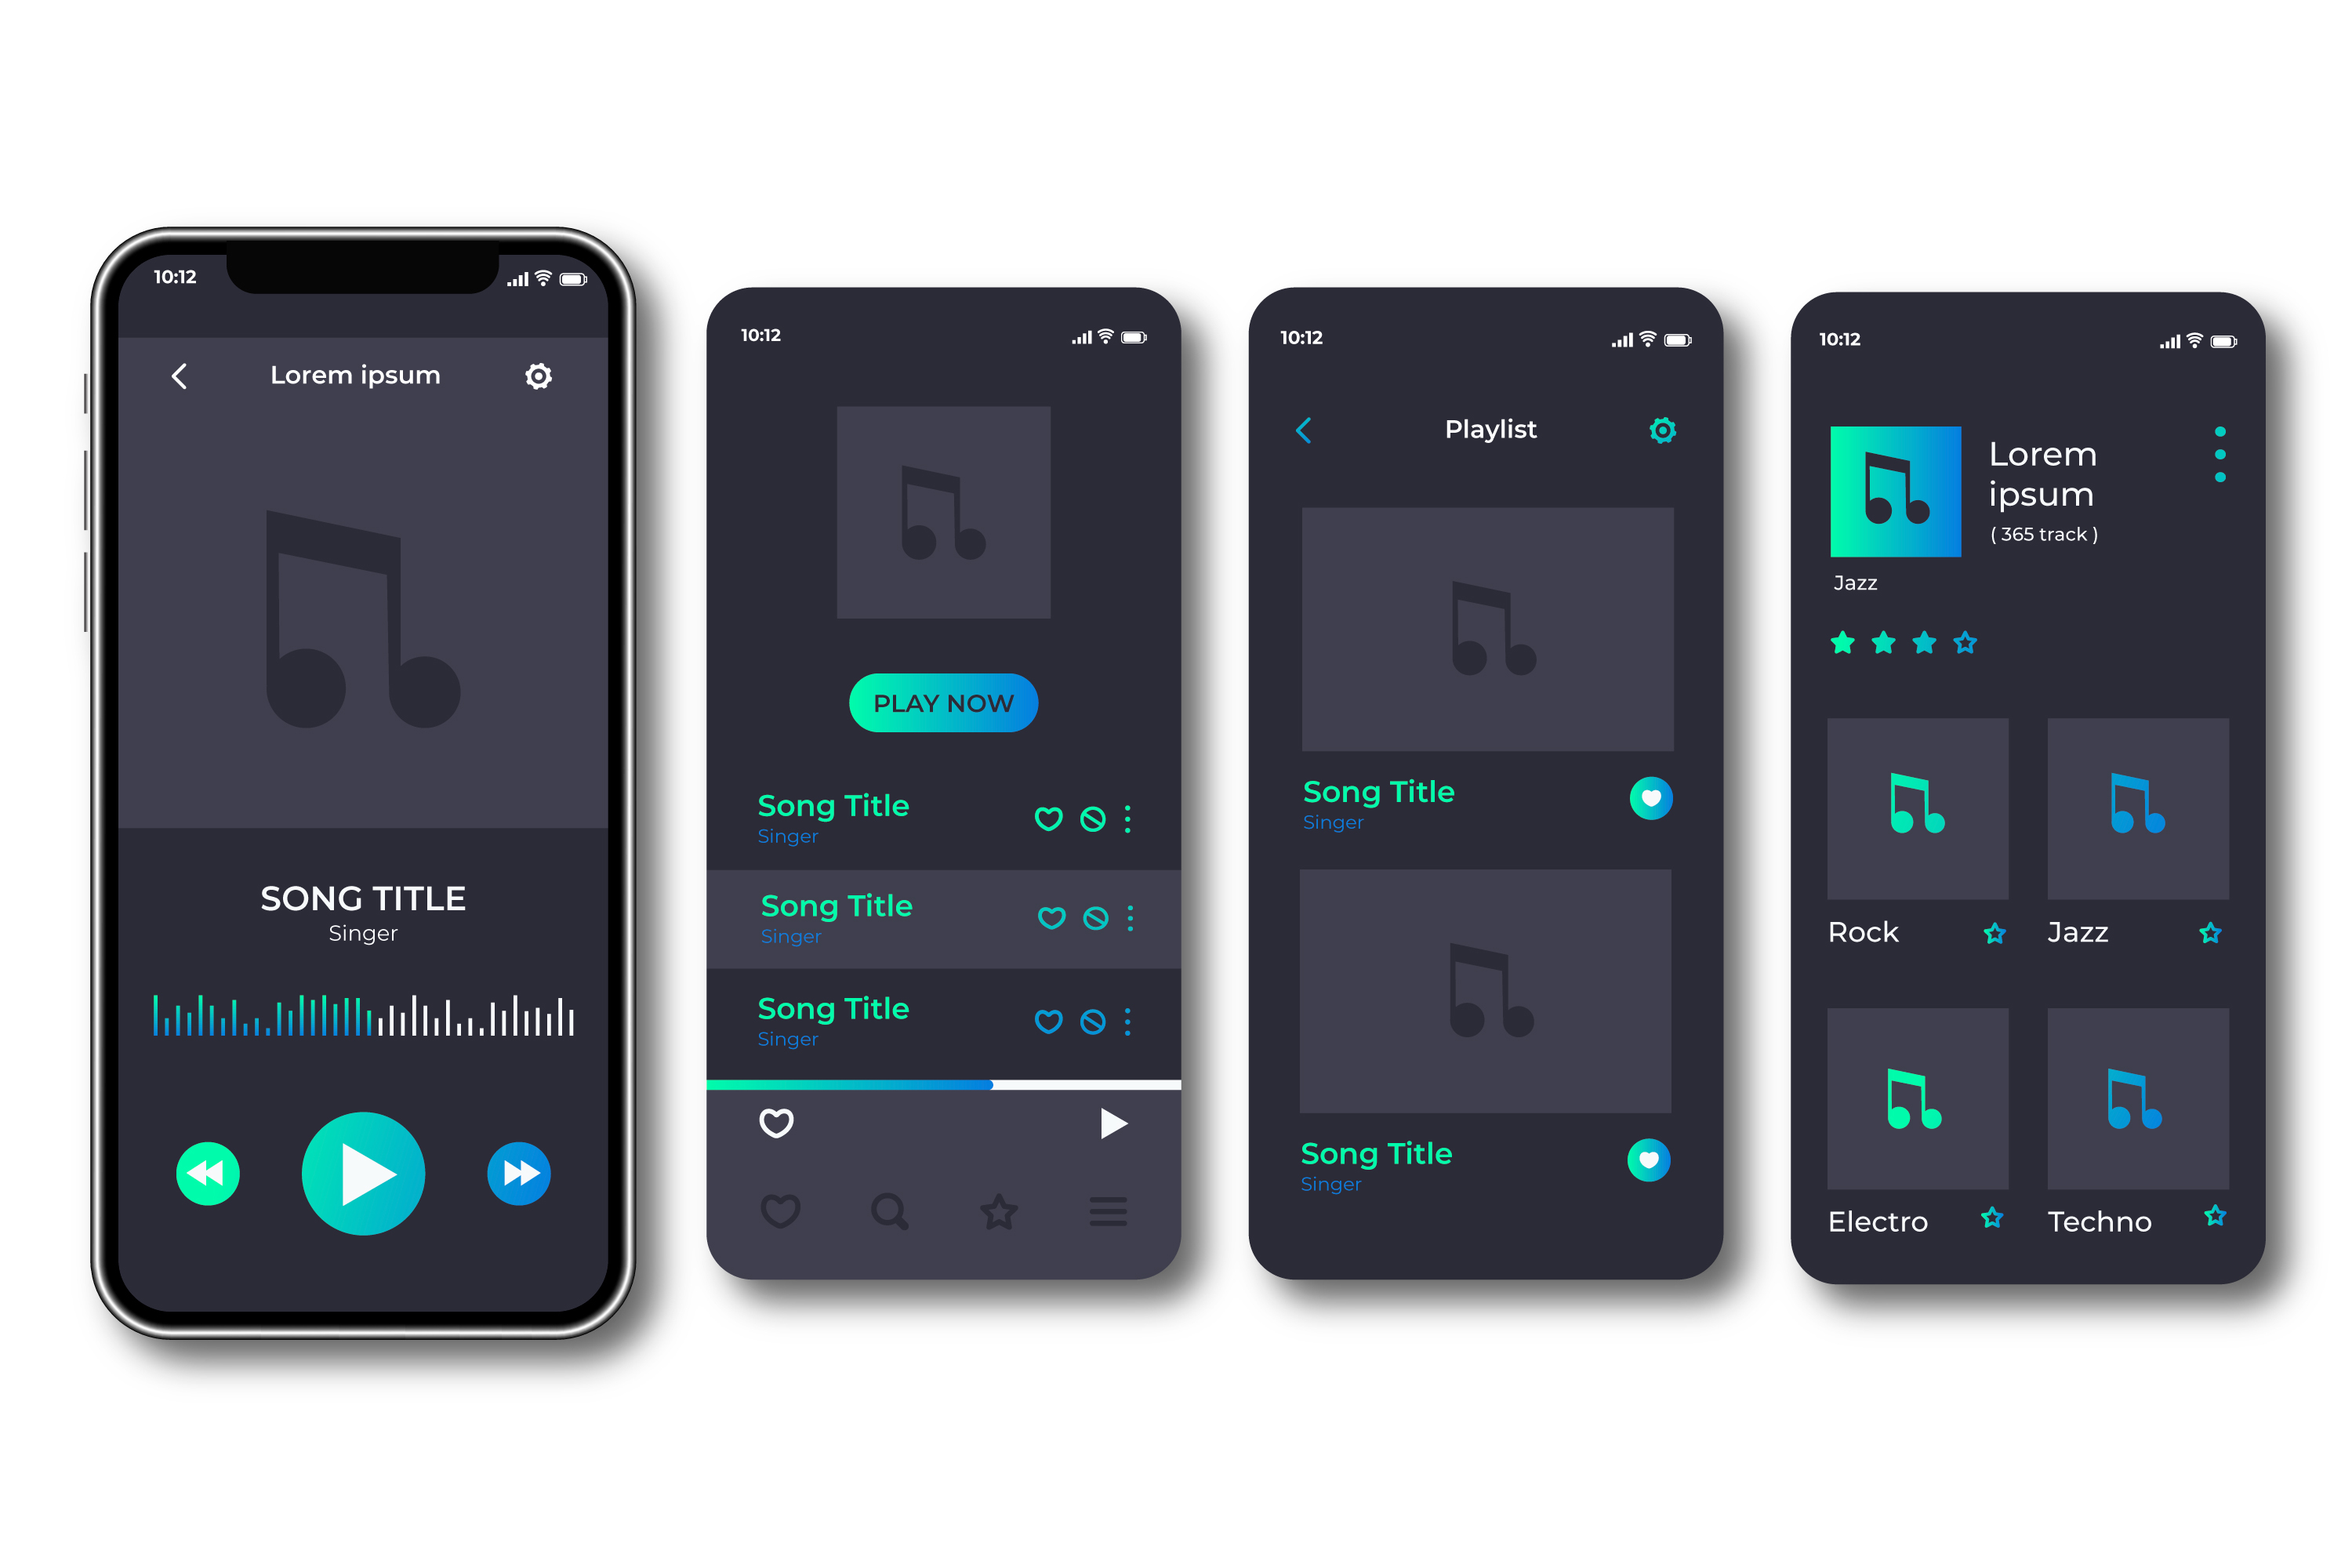 10:12
Lorem ipsum
SONG TITLE
Singer
10:12
PLAY NOW
Song Title
Singer
Song Title
Singer
Song Title
Singer
10:12
Playlist
Song Title
Singer
Song Title
Singer
10:12
Lorem
ipsum
( 365 track )
Jazz
Rock
Jazz
Electro
Techno